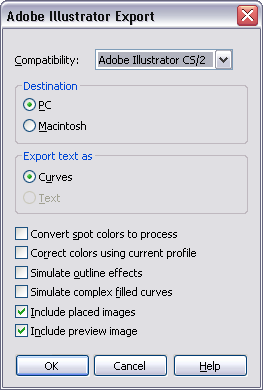 Adobe Illustrator Export
Compatibility: Adobe Illustrator CS/2
Destination
PC
Macintosh
Export text as
Curves
Text
Convert spot colors to process
Correct colors using current profile
Simulate outline effects
Simulate complex filled curves
Include placed images
Include preview image
OK Cancel Help